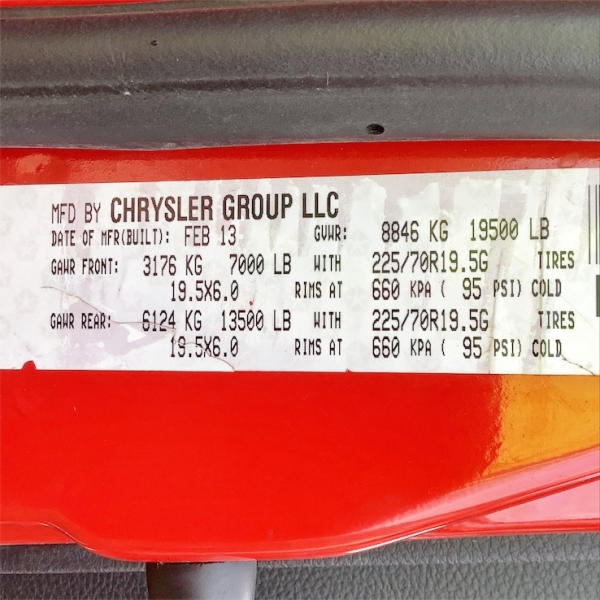 MFD BY CHRYSLER GROUP LLC
DATE OF MFR(BUILT): FEB 13 GVWR: 8846 KG 19500 LB
GAWR FRONT: 3176 KG 7000 LB WITH 225/70R19.5G TIRES
19.5X6.0 RIMS AT 660 KPA ( 95 PSI) COLD
GAWR REAR: 6124 KG 13500 LB WITH 225/70R19.5G TIRES
19.5X6.0 RIMS AT 660 KPA ( 95 PSI) COLD